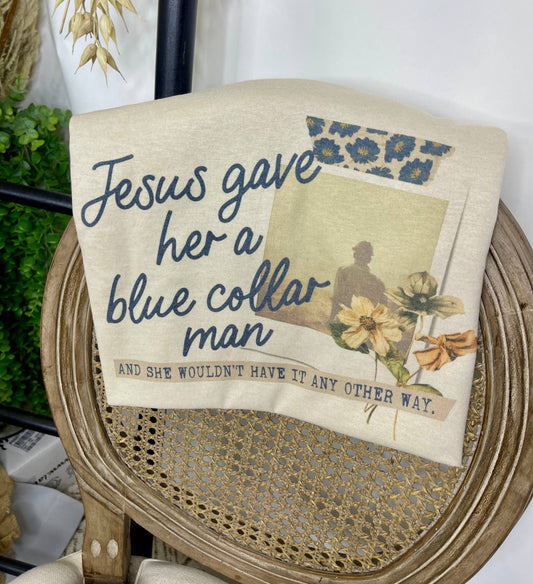 Jesus gave
her a
blue collar
man
AND SHE WOULDN'T HAVE IT ANY OTHER WAY.